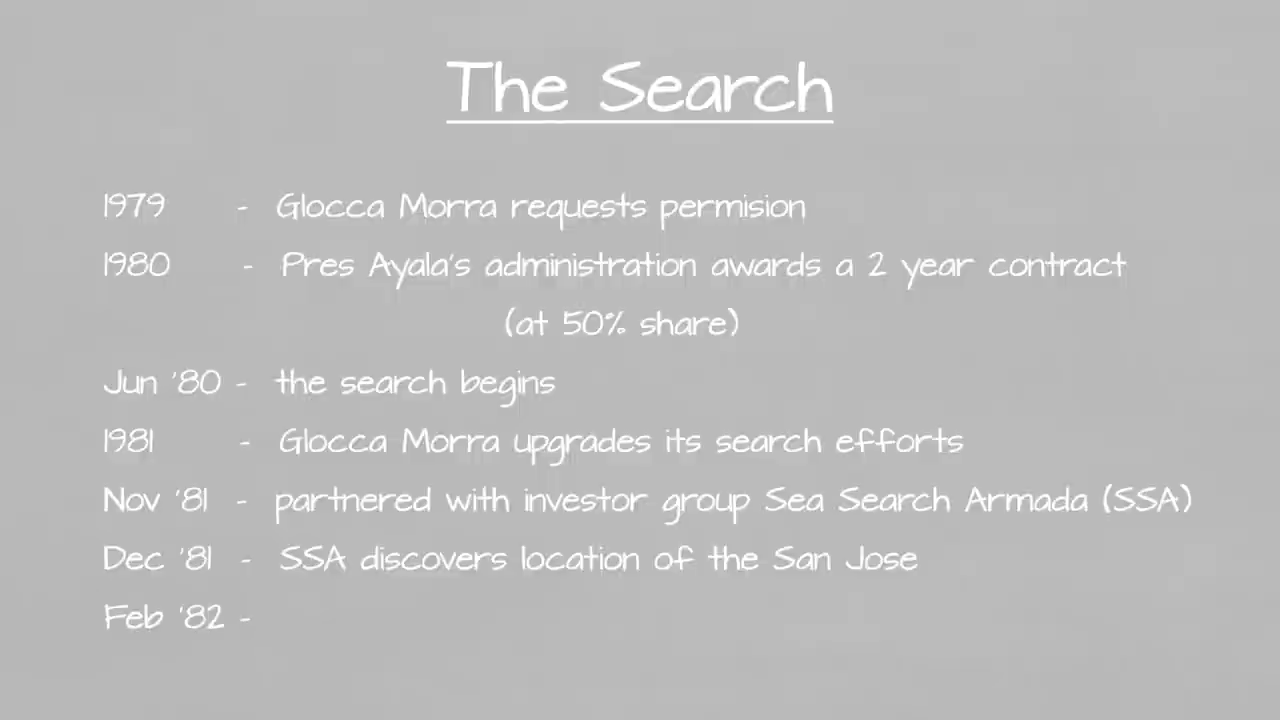 The Search
1979 - Glocca Morra requests permision
1980 - Pres Ayala's administration awards a 2 year contract
(at 50% share)
Jun '80 - the search begins
1981 - Glocca Morra upgrades its search efforts
Nov '81 - partnered with investor group Sea Search Armada (SSA)
Dec '81 - SSA discovers location of the San Jose
Feb '82 -